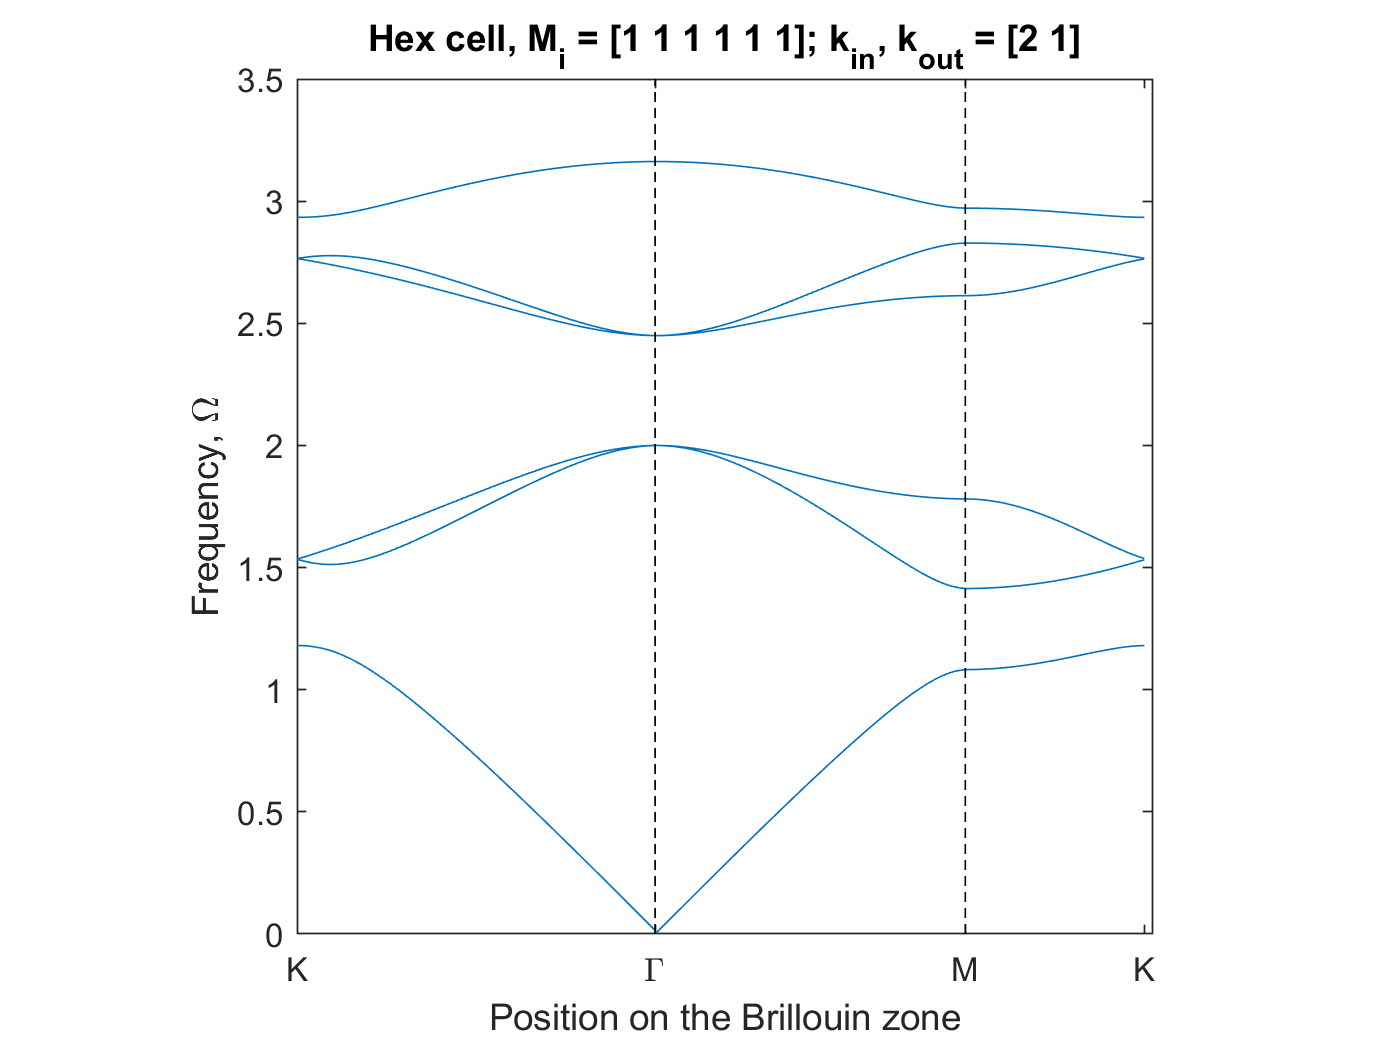 Hex cell, M_i = [1 1 1 1 1 1]; k_in, k_out = [2 1]
3.5
3
2.5
2
1.5
1
0.5
0
Frequency, Ω
K Γ M K
Position on the Brillouin zone